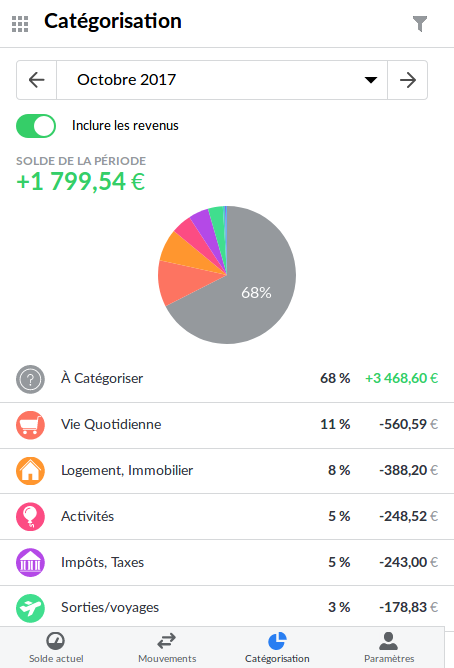 Catégorisation
Octobre 2017
Inclure les revenus
SOLDE DE LA PÉRIODE
+1 799,54 €
68%
? À Catégoriser 68 % +3 468,60 €
Vie Quotidienne 11 % -560,59 €
Logement, Immobilier 8 % -388,20 €
Activités 5 % -248,52 €
Impôts, Taxes 5 % -243,00 €
Sorties/voyages 3 % -178,83 €
Solde actuel Mouvements Catégorisation Paramètres